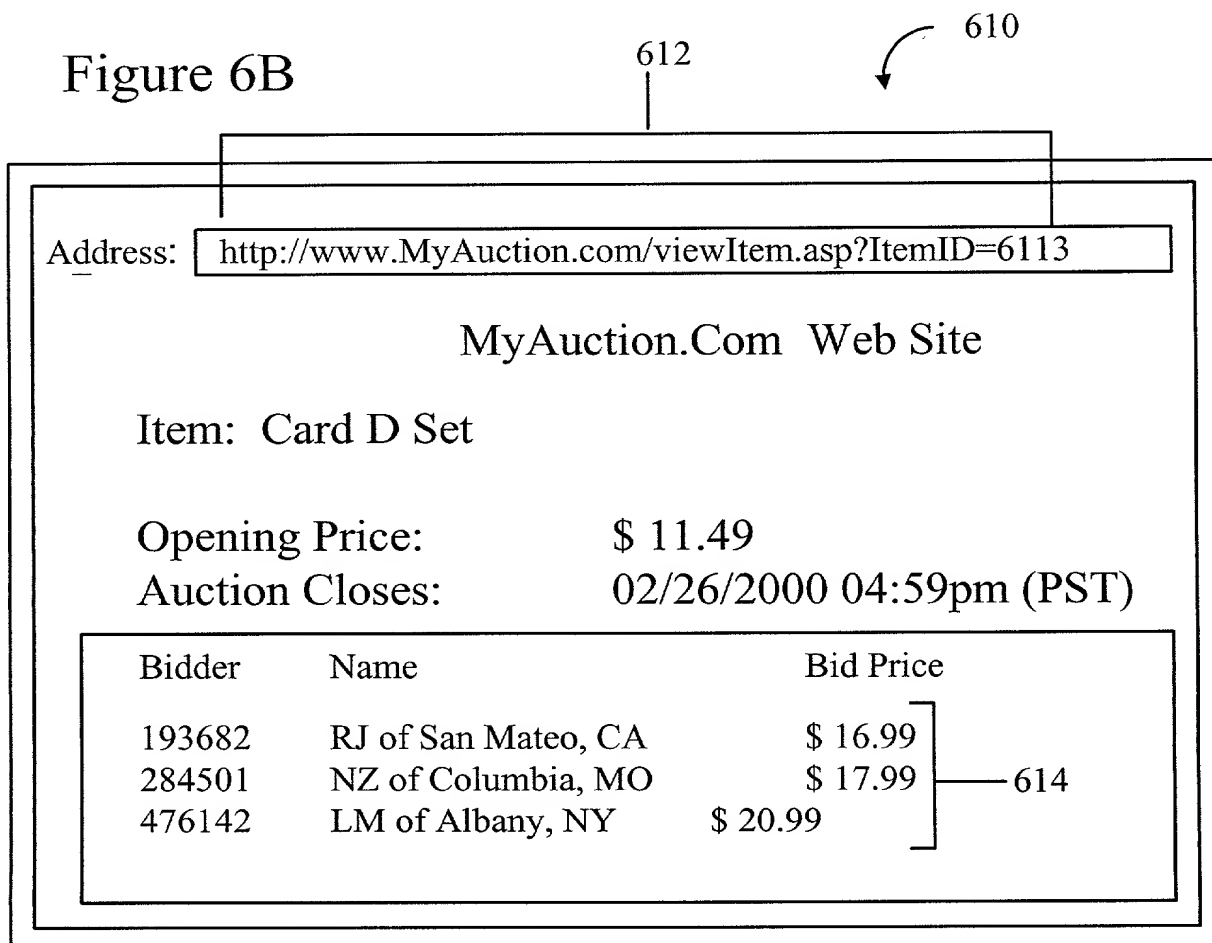 610
612
Figure 6B
Address: http://www.MyAuction.com/viewItem.asp?ItemID=6113
MyAuction.Com Web Site
Item: Card D Set
Opening Price: $ 11.49
Auction Closes: 02/26/2000 04:59pm (PST)
Bidder Name Bid Price
193682 RJ of San Mateo, CA $ 16.99
284501 NZ of Columbia, MO $ 17.99 614
476142 LM of Albany, NY $ 20.99